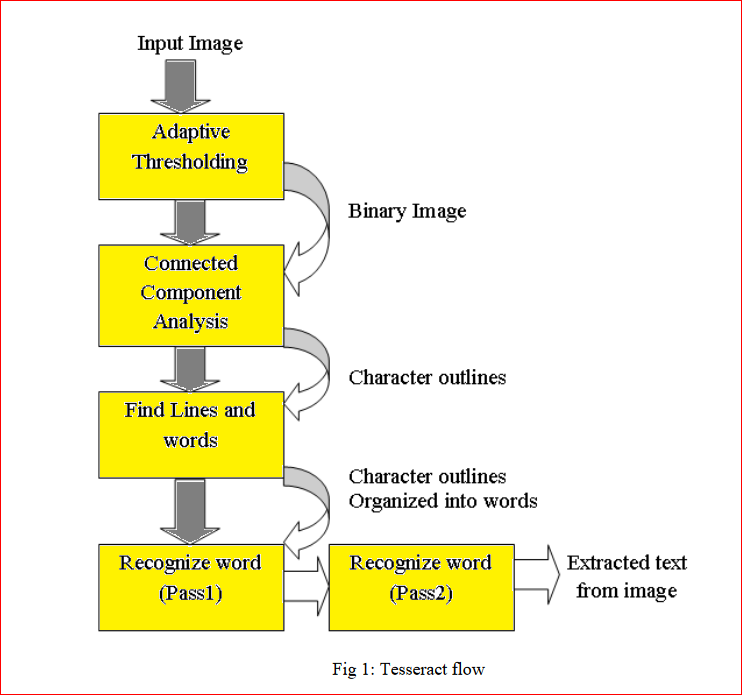 Input Image
Adaptive
Thresholding
Binary Image
Connected
Component
Analysis
Character outlines
Find Lines and
words
Character outlines
Organized into words
Recognize word
(Pass1)
Recognize word
(Pass2)
Extracted text
from image
Fig 1: Tesseract flow